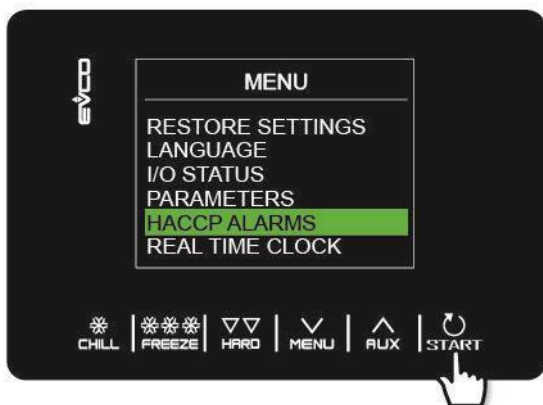 evco
MENU
RESTORE SETTINGS
LANGUAGE
I/O STATUS
PARAMETERS
HACCP ALARMS
REAL TIME CLOCK
CHILL FREEZE HARD MENU AUX START